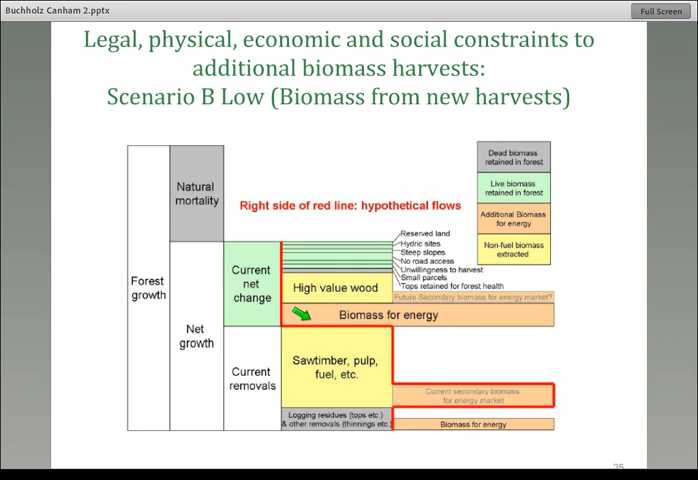 Buchholz Canham 2.pptx
Full Screen
Legal, physical, economic and social constraints to
additional biomass harvests:
Scenario B Low (Biomass from new harvests)
Dead biomass
retained in forest
Live biomass
retained in forest
Additional Biomass
for energy
Non-fuel biomass
extracted
Right side of red line: hypothetical flows
Natural
mortality
Forest
growth
Net
growth
Current
net
change
Current
removals
Reserved land
Hydric sites
Steep slopes
No road access
Unwillingness to harvest
Small parcels
Tops retained for forest health
High value wood
Future Secondary biomass for energy market?
Biomass for energy
Sawtimber, pulp,
fuel, etc.
Current secondary biomass
for energy market
Logging residues (tops etc.)
& other removals (thinnings etc.)
Biomass for energy
25